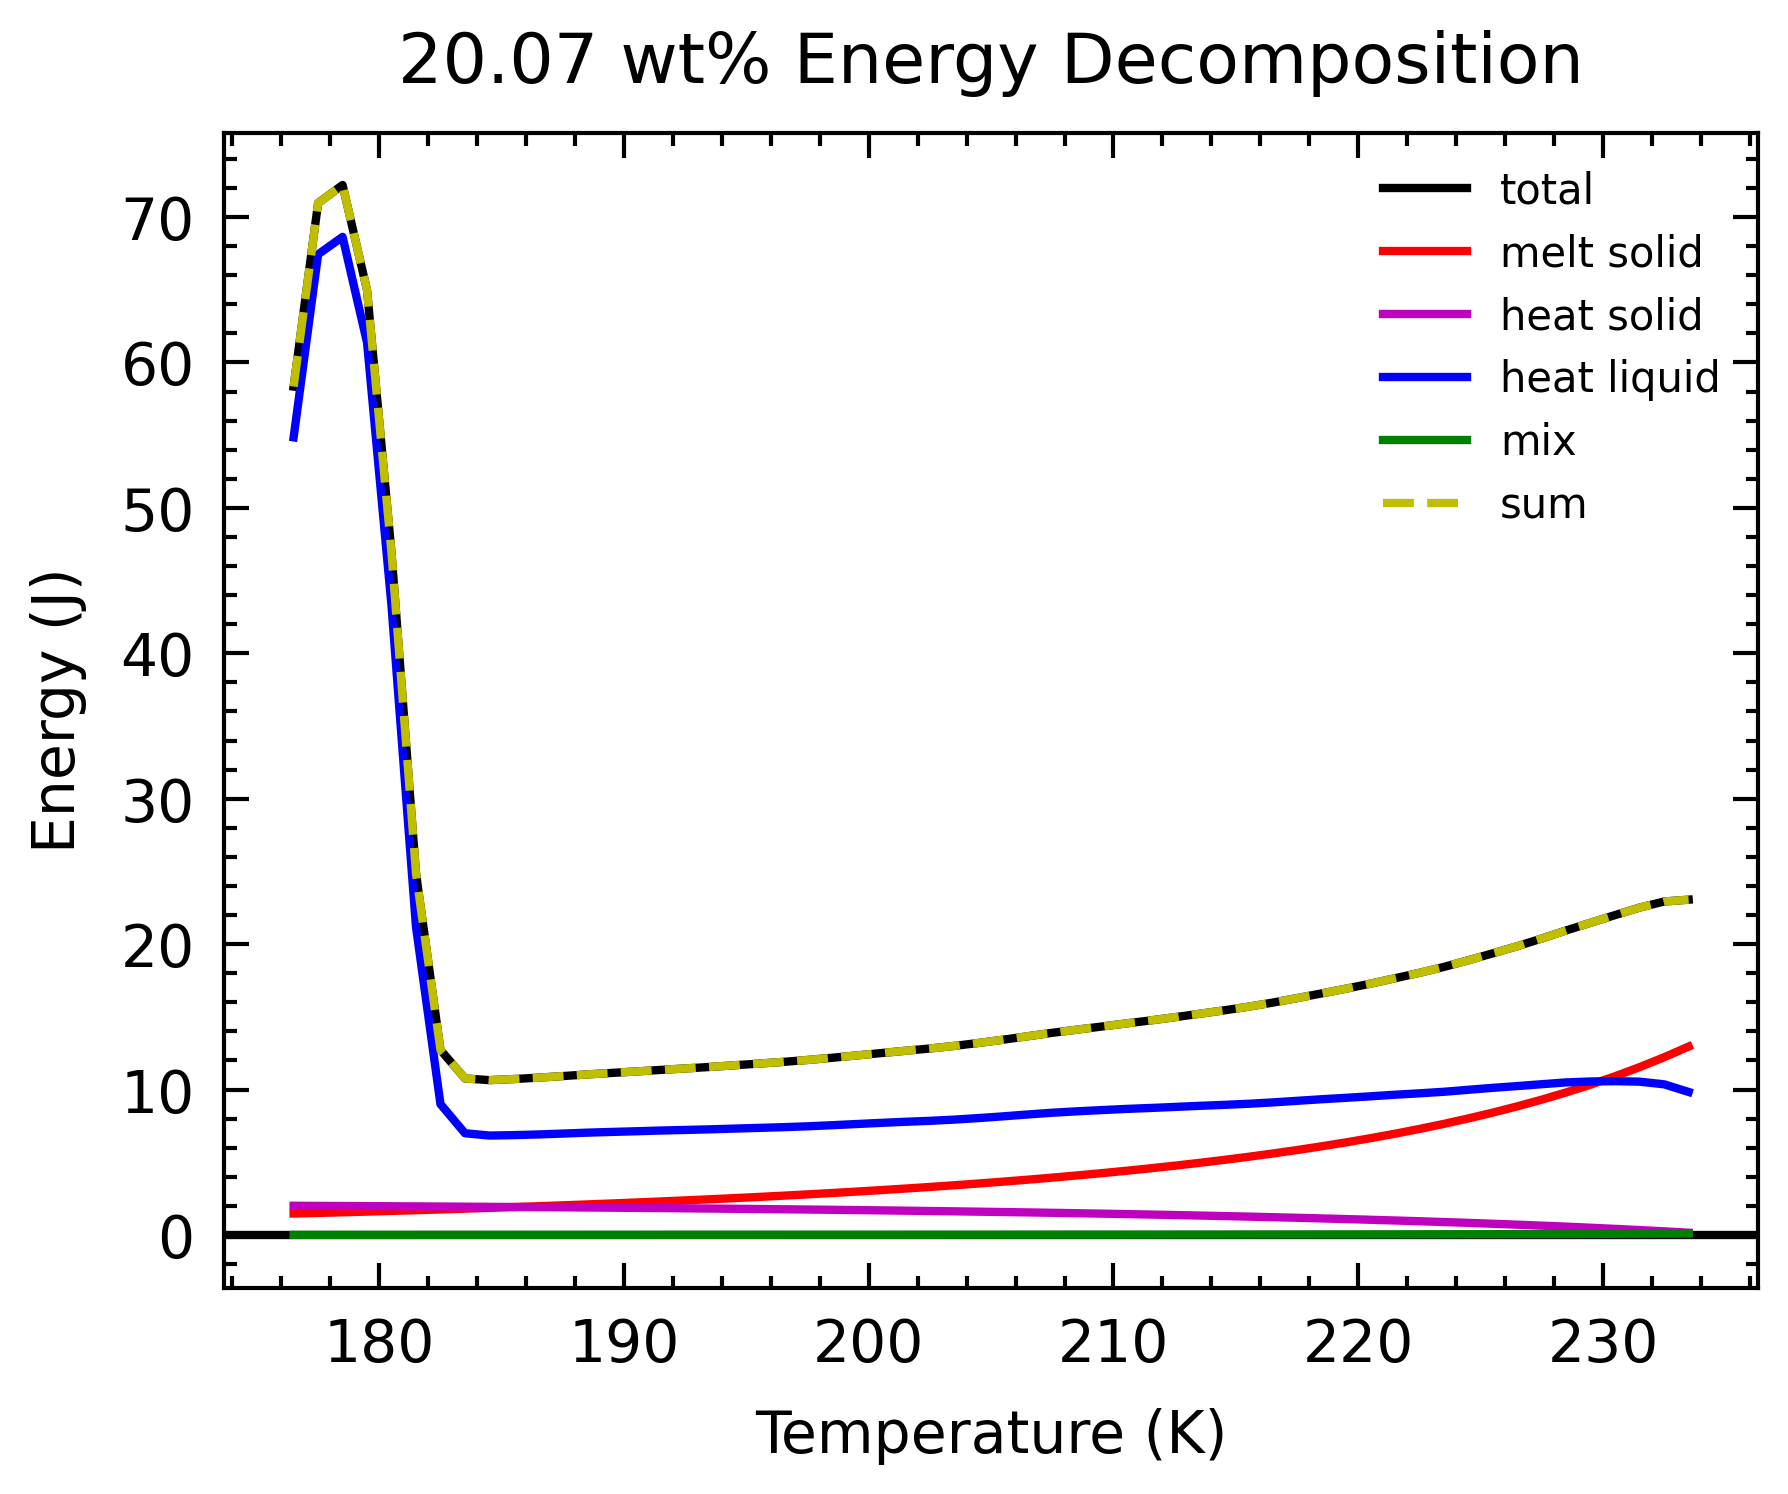 20.07 wt% Energy Decomposition
total
melt solid
heat solid
heat liquid
mix
sum
70
60
50
40
30
20
10
0
Energy (J)
180 190 200 210 220 230
Temperature (K)